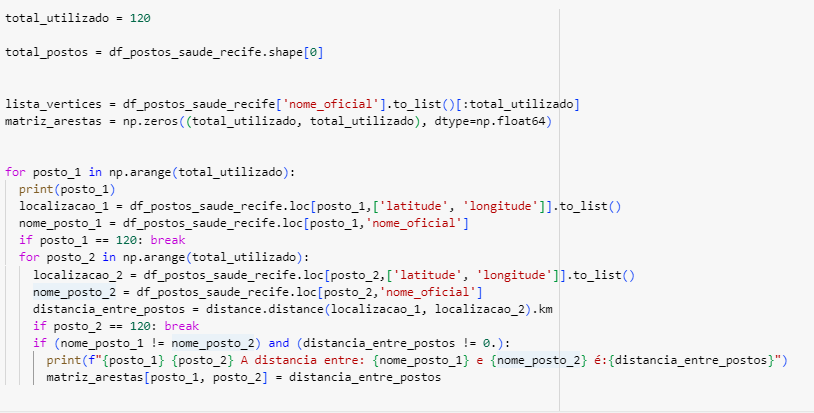 total_utilizado = 120
total_postos = df_postos_saude_recife.shape[0]
lista_vertices = df_postos_saude_recife['nome_oficial'].to_list()[:total_utilizado]
matriz_arestas = np.zeros((total_utilizado, total_utilizado), dtype=np.float64)
for posto_1 in np.arange(total_utilizado):
  print(posto_1)
  localizacao_1 = df_postos_saude_recife.loc[posto_1,['latitude', 'longitude']].to_list()
  nome_posto_1 = df_postos_saude_recife.loc[posto_1,'nome_oficial']
  if posto_1 == 120: break
  for posto_2 in np.arange(total_utilizado):
    localizacao_2 = df_postos_saude_recife.loc[posto_2,['latitude', 'longitude']].to_list()
    nome_posto_2 = df_postos_saude_recife.loc[posto_2,'nome_oficial']
    distancia_entre_postos = distance.distance(localizacao_1, localizacao_2).km
    if posto_2 == 120: break
    if (nome_posto_1 != nome_posto_2) and (distancia_entre_postos != 0.):
      print(f"{posto_1} {posto_2} A distancia entre: {nome_posto_1} e {nome_posto_2} é:{distancia_entre_postos}")
      matriz_arestas[posto_1, posto_2] = distancia_entre_postos